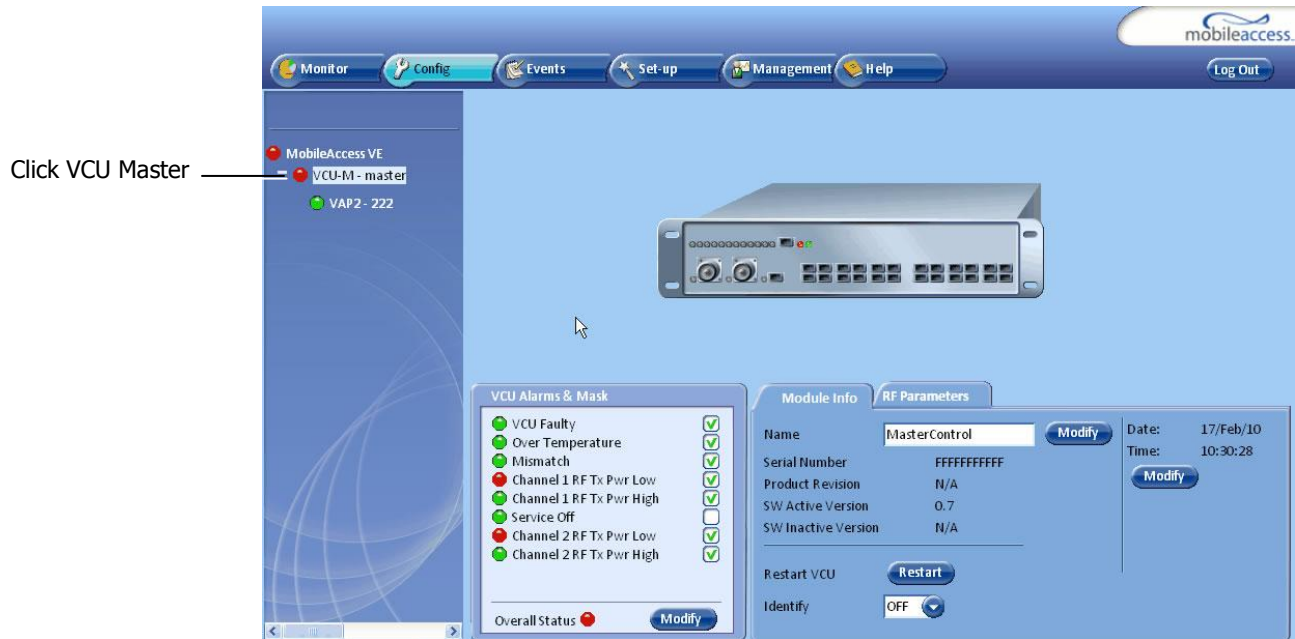 mobileaccess.
Monitor Config Events Set-up Management Help Log Out
Click VCU Master
MobileAccess VE
VCU-M - master
VAP2 - 222
VCU Alarms & Mask
VCU Faulty
Over Temperature
Mismatch
Channel 1 RF Tx Pwr Low
Channel 1 RF Tx Pwr High
Service Off
Channel 2 RF Tx Pwr Low
Channel 2 RF Tx Pwr High
Overall Status Modify
Module Info RF Parameters
Name MasterControl Modify
Serial Number FFFFFFFFFFF
Product Revision N/A
SW Active Version 0.7
SW Inactive Version N/A
Restart VCU Restart
Identify OFF
Date: 17/Feb/10
Time: 10:30:28
Modify